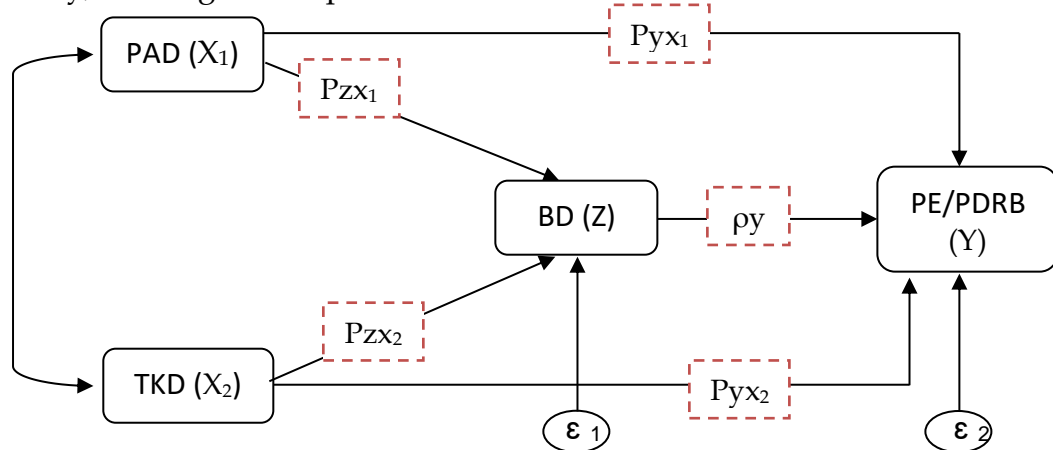 PAD (X₁)
Pyx₁
Pzx₁
BD (Z)
ρy
PE/PDRB
(Y)
Pzx₂
TKD (X₂)
Pyx₂
ε 1
ε 2